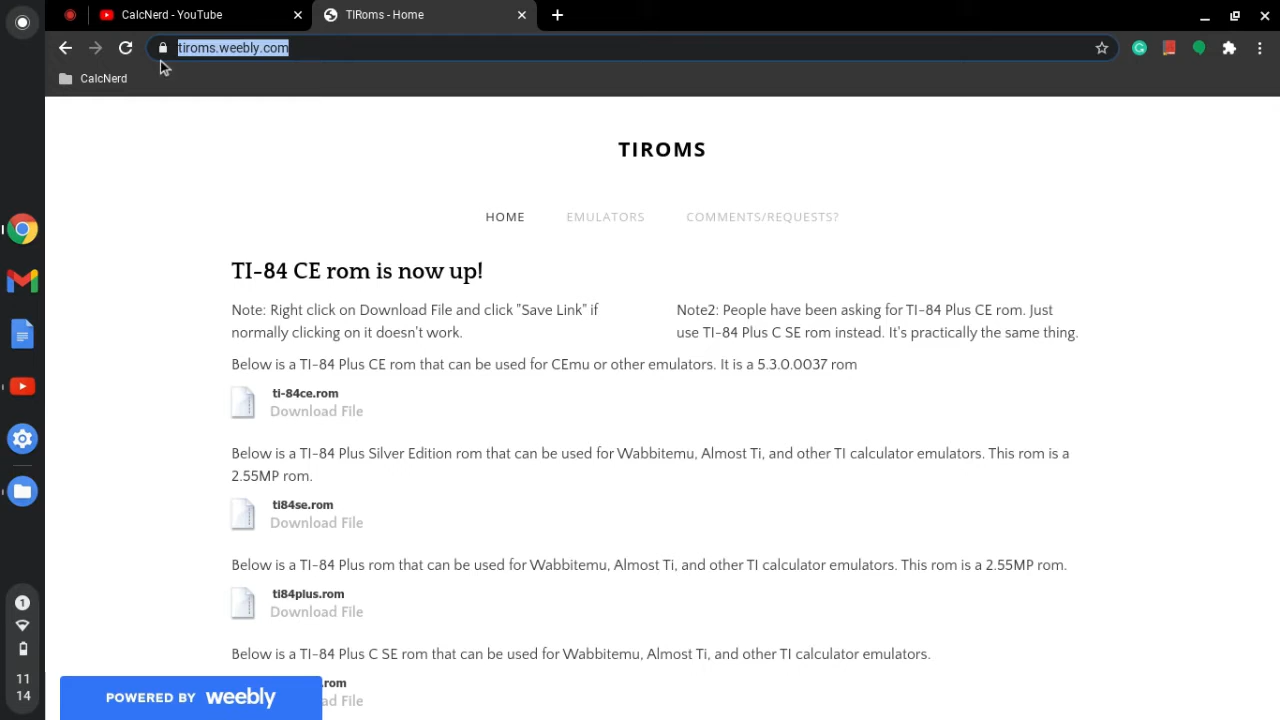 CalcNerd - YouTube
TIRoms - Home
tiroms.weebly.com
CalcNerd
TIROMS
HOME
EMULATORS
COMMENTS/REQUESTS?
TI-84 CE rom is now up!
Note: Right click on Download File and click "Save Link" if
normally clicking on it doesn't work.
Note2: People have been asking for TI-84 Plus CE rom. Just
use TI-84 Plus C SE rom instead. It's practically the same thing.
Below is a TI-84 Plus CE rom that can be used for CEmu or other emulators. It is a 5.3.0.0037 rom
ti-84ce.rom
Download File
Below is a TI-84 Plus Silver Edition rom that can be used for Wabbitemu, Almost Ti, and other TI calculator emulators. This rom is a
2.55MP rom.
ti84se.rom
Download File
Below is a TI-84 Plus rom that can be used for Wabbitemu, Almost Ti, and other TI calculator emulators. This rom is a 2.55MP rom.
ti84plus.rom
Download File
Below is a TI-84 Plus C SE rom that can be used for Wabbitemu, Almost Ti, and other TI calculator emulators.
.rom
ad File
POWERED BY weebly
1
11
14